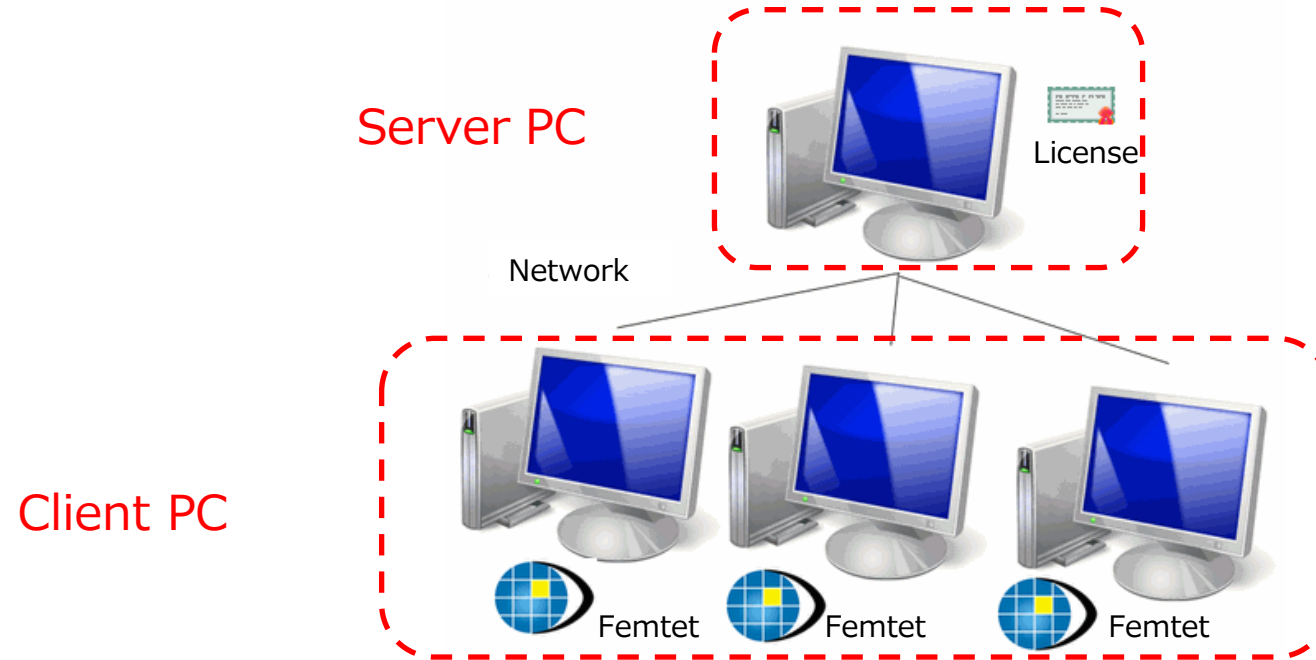 Server PC
License
Network
Client PC
Femtet
Femtet
Femtet